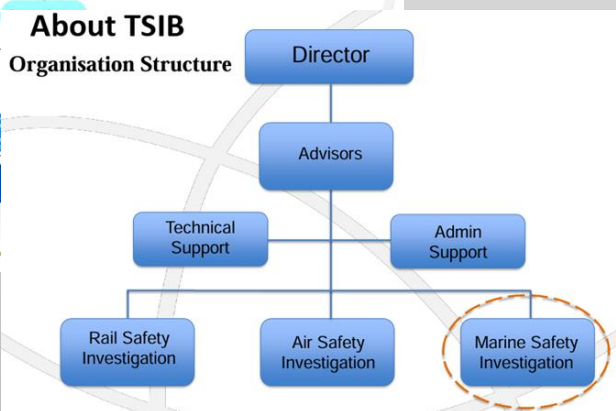 About TSIB
Organisation Structure
Director
Advisors
Technical
Support
Admin
Support
Rail Safety
Investigation
Air Safety
Investigation
Marine Safety
Investigation